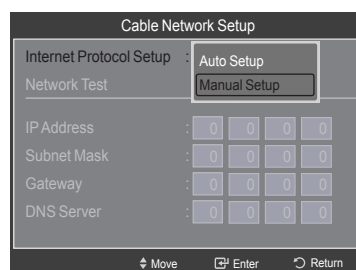 Cable Network Setup
Internet Protocol Setup : Auto Setup
Manual Setup
Network Test
IP Address : 0 0 0 0
Subnet Mask : 0 0 0 0
Gateway : 0 0 0 0
DNS Server : 0 0 0 0
Move Enter Return